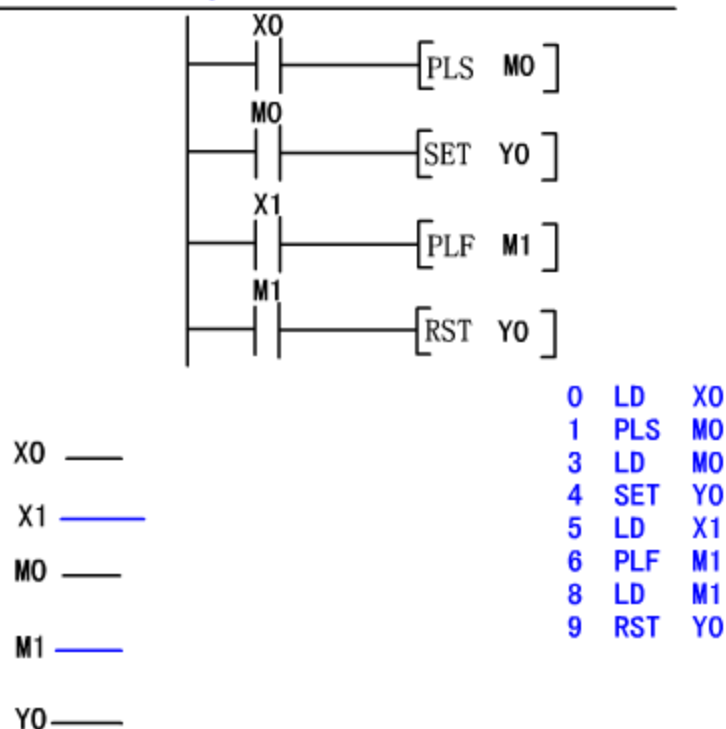 X0
PLS M0
M0
SET Y0
X1
PLF M1
M1
RST Y0
0 LD X0
1 PLS M0
3 LD M0
4 SET Y0
5 LD X1
6 PLF M1
8 LD M1
9 RST Y0
X0
X1
M0
M1
Y0